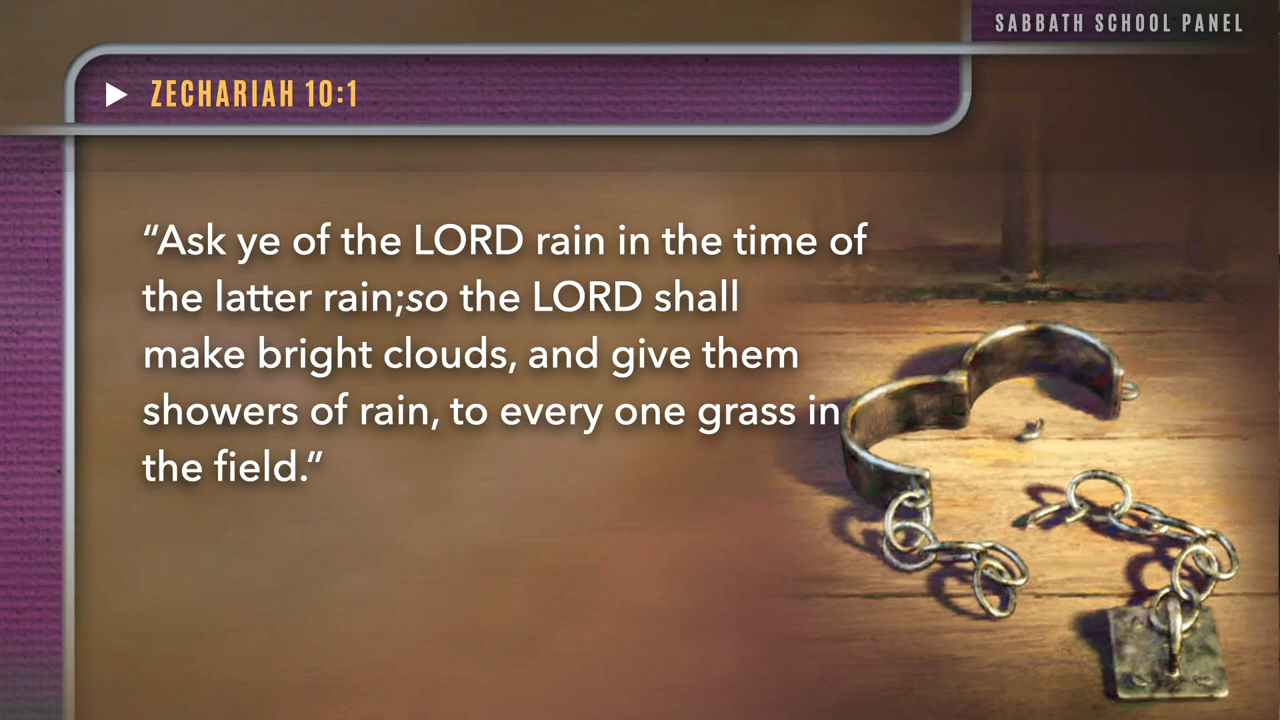 SABBATH SCHOOL PANEL
ZECHARIAH 10:1
“Ask ye of the LORD rain in the time of
the latter rain;so the LORD shall
make bright clouds, and give them
showers of rain, to every one grass in
the field.”